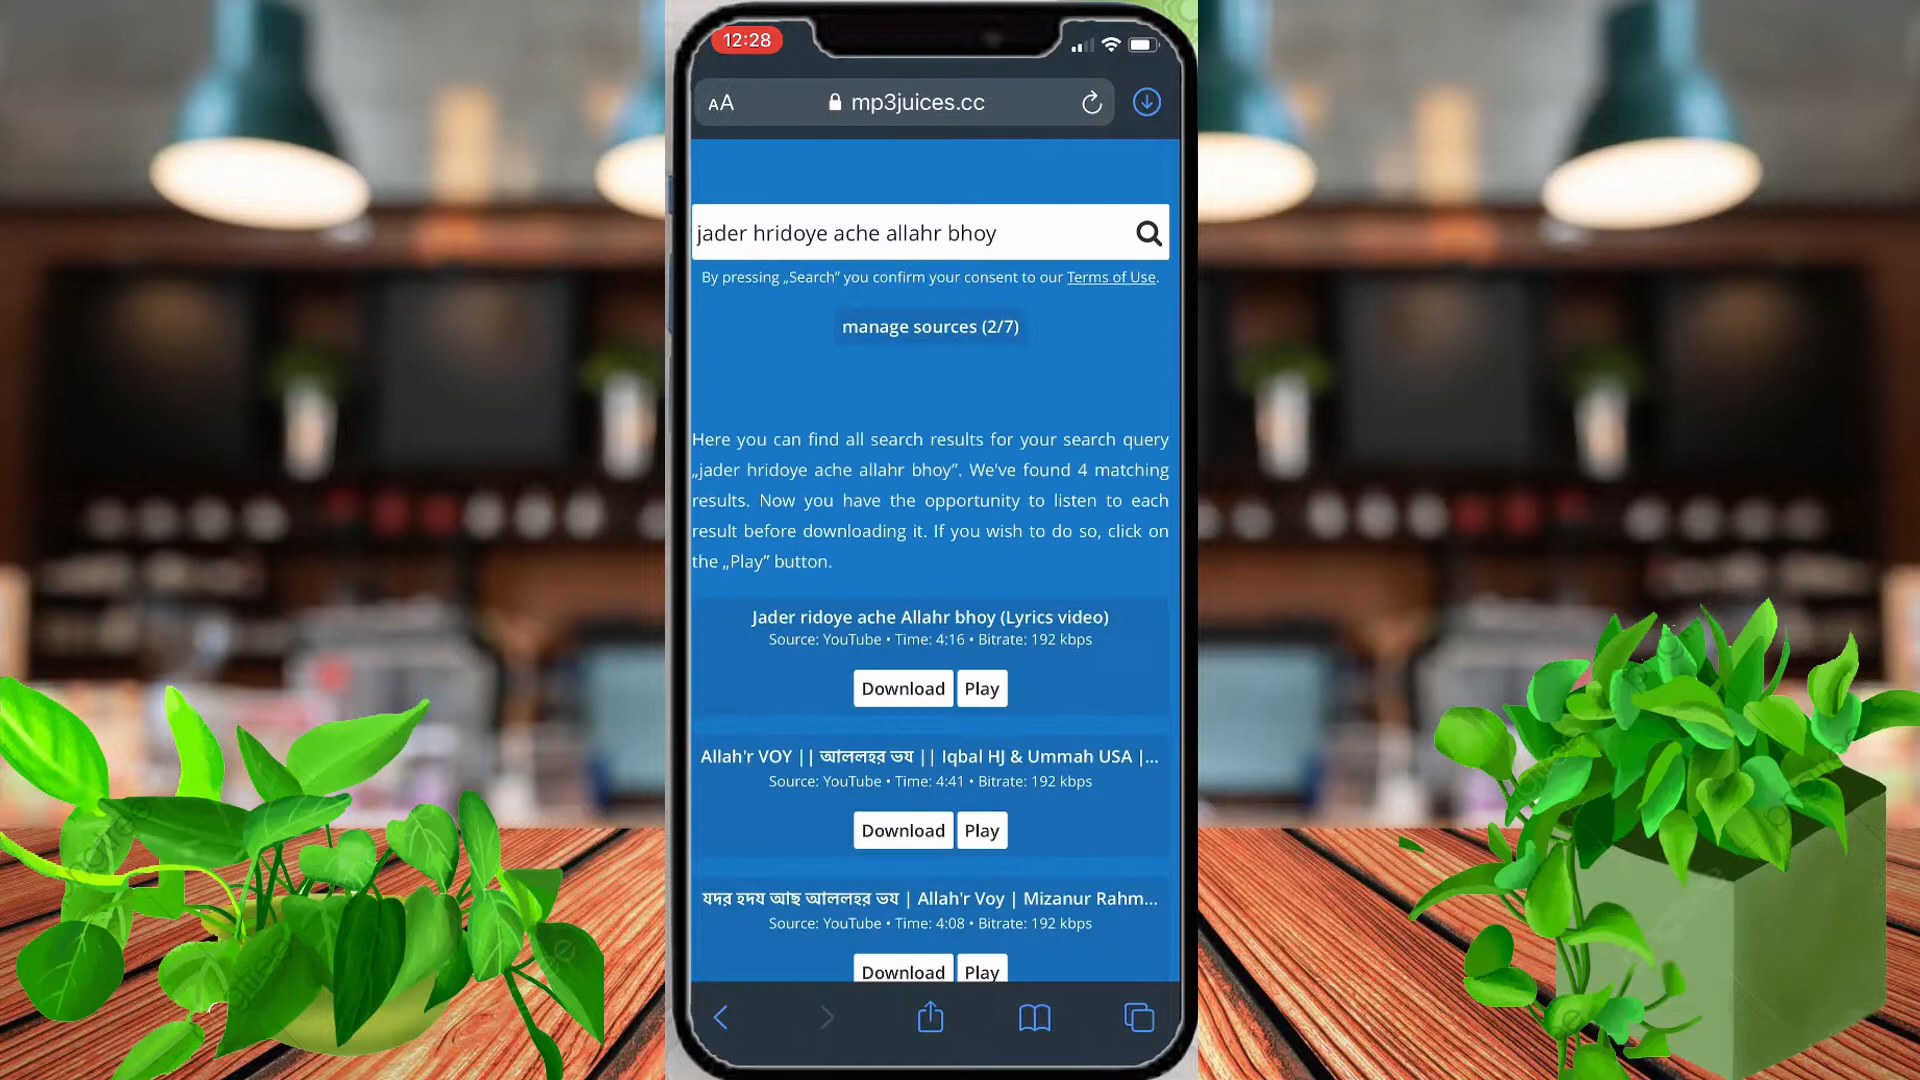 12:28
AA mp3juices.cc
jader hridoye ache allahr bhoy
By pressing „Search” you confirm your consent to our Terms of Use.
manage sources (2/7)
Here you can find all search results for your search query
„jader hridoye ache allahr bhoy”. We've found 4 matching
results. Now you have the opportunity to listen to each
result before downloading it. If you wish to do so, click on
the „Play” button.
Jader ridoye ache Allahr bhoy (Lyrics video)
Source: YouTube • Time: 4:16 • Bitrate: 192 kbps
Download Play
Allah'r VOY || আললহর ভয || Iqbal HJ & Ummah USA |...
Source: YouTube • Time: 4:41 • Bitrate: 192 kbps
Download Play
যদর হদয আছ আললহর ভয | Allah'r Voy | Mizanur Rahm...
Source: YouTube • Time: 4:08 • Bitrate: 192 kbps
Download Play